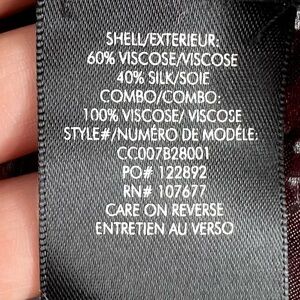 SHELL/EXTERIEUR:
60% VISCOSE/VISCOSE
40% SILK/SOIE
COMBO/COMBO:
100% VISCOSE/ VISCOSE
STYLE#/NUMÉRO DE MODÈLE:
CC007B28001
PO# 122892
RN# 107677
CARE ON REVERSE
ENTRETIEN AU VERSO